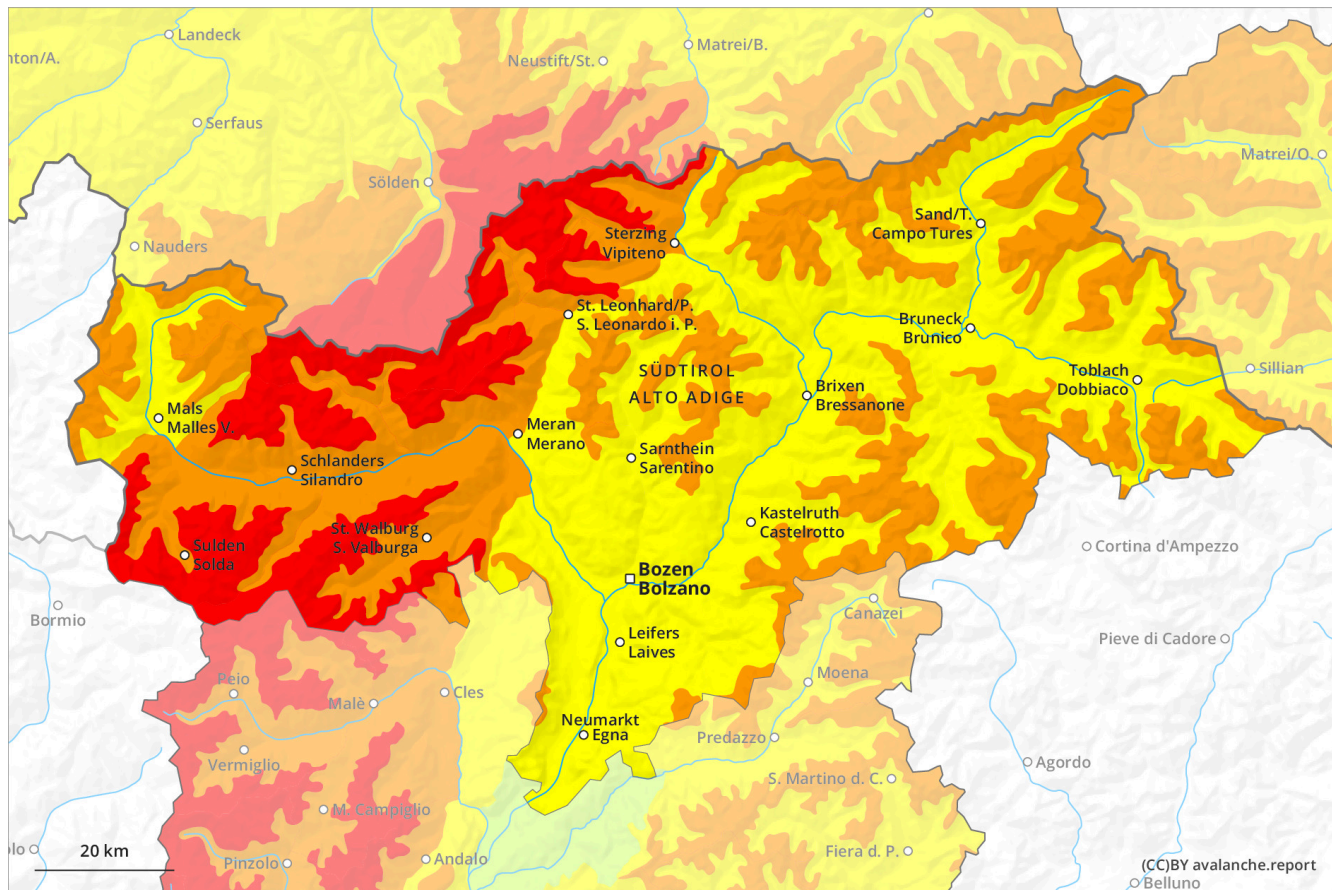 Landeck
nton/A.
Neustift/St.
Matrei/B.
Serfaus
Sölden
Matrei/O.
Nauders
Sterzing
Vipiteno
Sand/T.
Campo Tures
St. Leonhard/P.
S. Leonardo i. P.
Bruneck
Brunico
SÜDTIROL
ALTO ADIGE
Toblach
Dobbiaco
Sillian
Brixen
Bressanone
Mals
Malles V.
Meran
Merano
Schlanders
Silandro
Sarnthein
Sarentino
St. Walburg
S. Valburga
Kastelruth
Castelrotto
Sulden
Solda
Cortina d'Ampezzo
Bozen
Bolzano
Bormio
Canazei
Leifers
Laives
Pieve di Cadore
Peio
Malè
Cles
Moena
Neumarkt
Egna
Predazzo
Vermiglio
Agordo
S. Martino d. C.
M. Campiglio
lo
20 km
Pinzolo
Andalo
Fiera d. P.
(CC)BY avalanche.report
Belluno